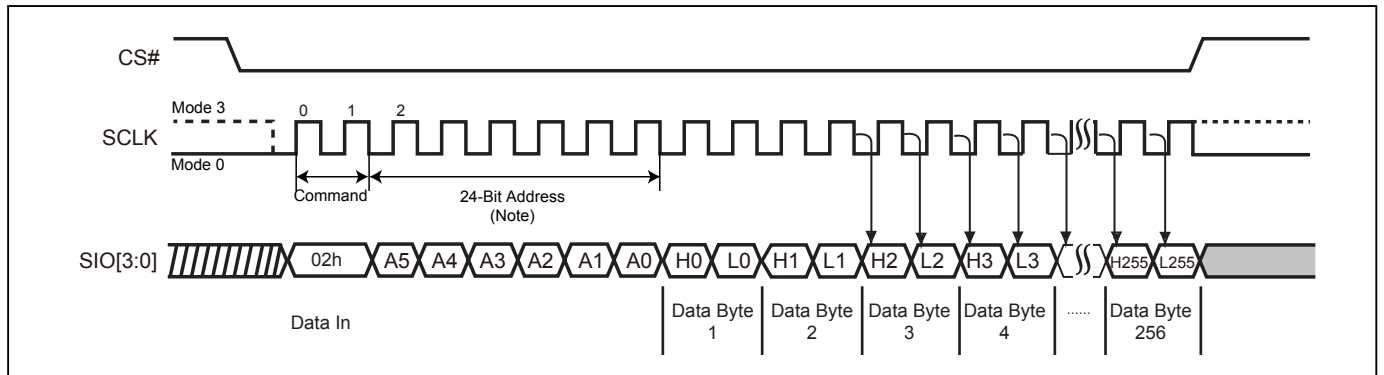 CS#
Mode 3
0 1 2
SCLK
Mode 0
Command
24-Bit Address
(Note)
SIO[3:0]
02h A5 A4 A3 A2 A1 A0 H0 L0 H1 L1 H2 L2 H3 L3 H255 L255
Data In
Data Byte 1
Data Byte 2
Data Byte 3
Data Byte 4
......
Data Byte 256